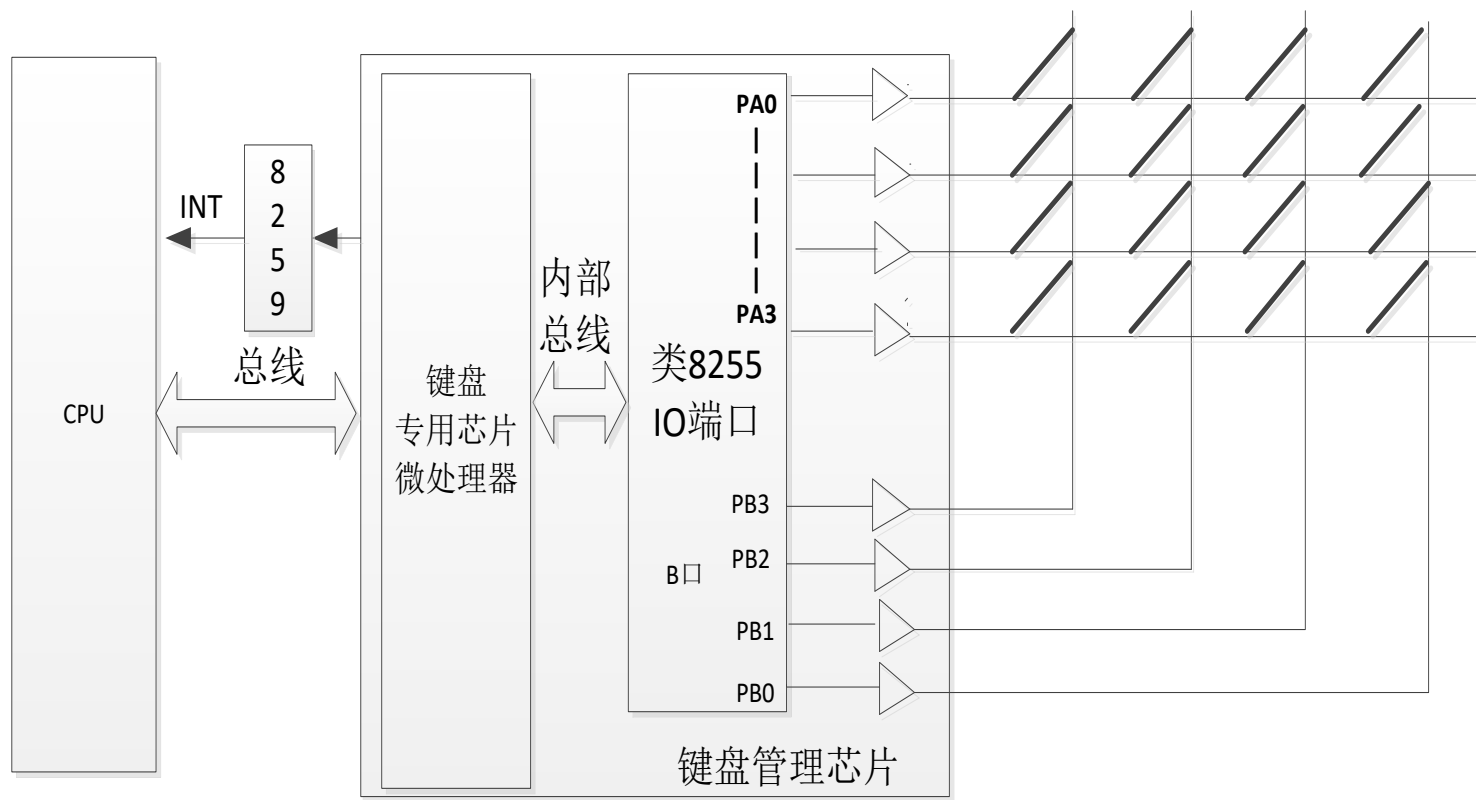 CPU
INT
8
2
5
9
总线
键盘
专用芯片
微处理器
内部
总线
PA0
PA3
类8255
IO端口
B口
PB3
PB2
PB1
PB0
键盘管理芯片